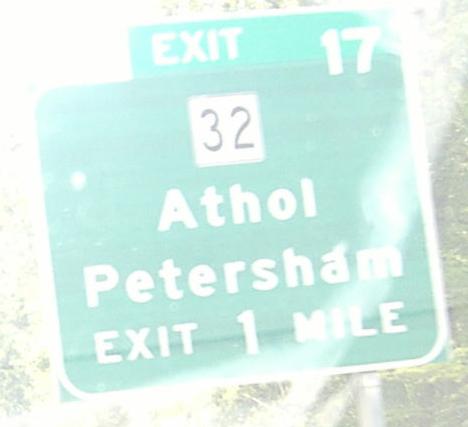 EXIT 17
32
Athol
Petersham
EXIT 1 MILE